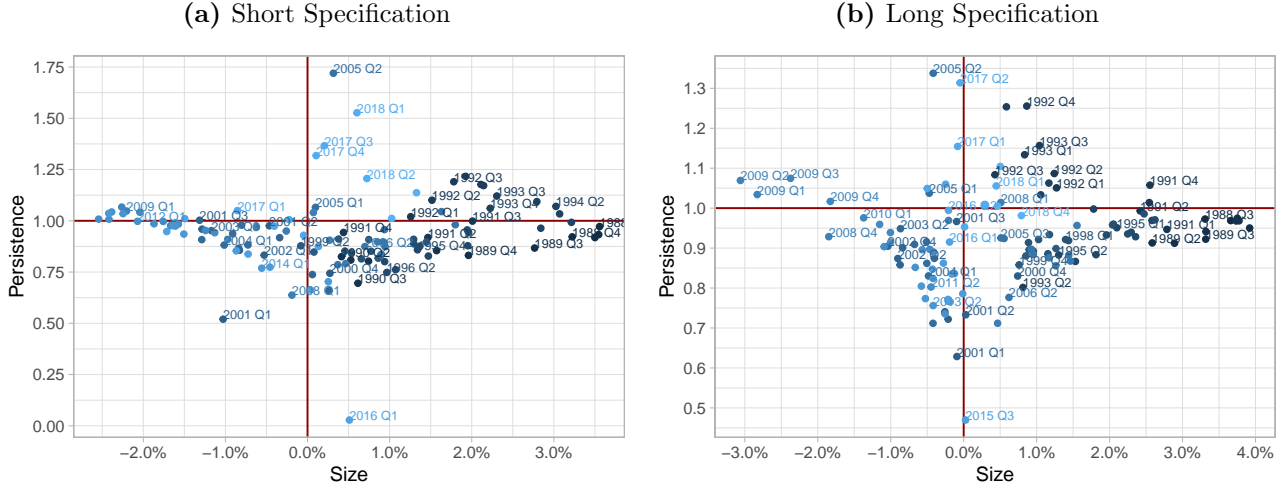 (a) Short Specification
1.75
1.50
1.25
1.00
0.75
0.50
0.25
0.00
Persistence
2005 Q2
2018 Q1
2017 Q3
2017 Q4
2018 Q2
1992 Q3
1992 Q2
1993 Q3
1993 Q4
1994 Q2
2009 Q1
2017 Q1
2005 Q1
1992 Q1
1991 Q3
2001 Q3
2003 Q3
2004 Q1
2002 Q1
2014 Q1
2000 Q4
1996 Q2
1990 Q3
1991 Q2
1995 Q4
1989 Q4
1989 Q3
2001 Q1
2016 Q1
−2.0%
−1.0%
0.0%
1.0%
2.0%
3.0%
Size
(b) Long Specification
1.3
1.2
1.1
1.0
0.9
0.8
0.7
0.6
0.5
Persistence
2005 Q2
2017 Q2
1992 Q4
2017 Q1
1993 Q3
1993 Q1
2009 Q2
2009 Q3
2009 Q1
2009 Q4
2005 Q1
1992 Q3
1992 Q2
1992 Q1
2018 Q1
2008 Q1
1991 Q4
1991 Q2
2010 Q1
2008 Q4
2003 Q2
2001 Q3
2018 Q4
2016 Q1
2005 Q3
1998 Q1
1995 Q1
1991 Q1
1988 Q3
1989 Q3
1989 Q2
2002 Q2
2004 Q1
2011 Q2
1995 Q2
2000 Q4
1993 Q2
2006 Q2
2001 Q2
2001 Q1
2015 Q3
−3.0%
−2.0%
−1.0%
0.0%
1.0%
2.0%
3.0%
4.0%
Size